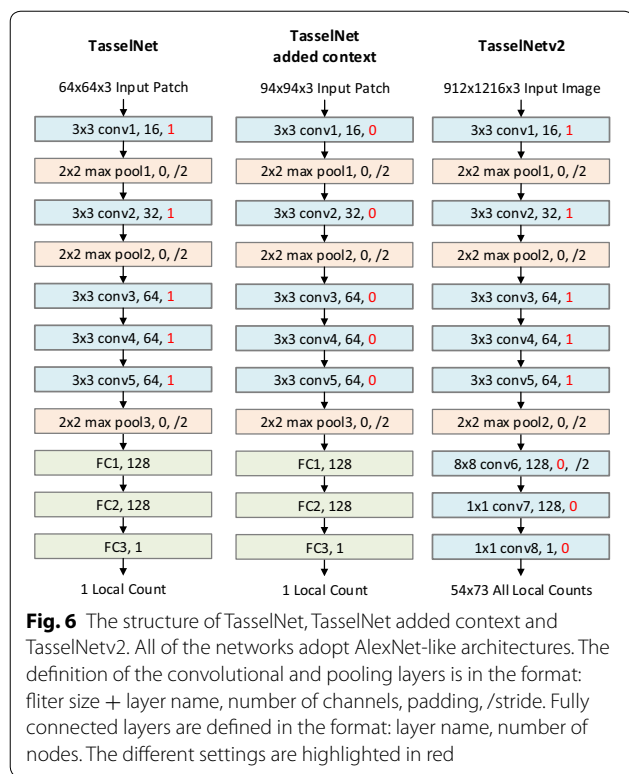 TasselNet
64x64x3 Input Patch
3x3 conv1, 16, 1
2x2 max pool1, 0, /2
3x3 conv2, 32, 1
2x2 max pool2, 0, /2
3x3 conv3, 64, 1
3x3 conv4, 64, 1
3x3 conv5, 64, 1
2x2 max pool3, 0, /2
FC1, 128
FC2, 128
FC3, 1
1 Local Count
TasselNet
added context
94x94x3 Input Patch
3x3 conv1, 16, 0
2x2 max pool1, 0, /2
3x3 conv2, 32, 0
2x2 max pool2, 0, /2
3x3 conv3, 64, 0
3x3 conv4, 64, 0
3x3 conv5, 64, 0
2x2 max pool3, 0, /2
FC1, 128
FC2, 128
FC3, 1
1 Local Count
TasselNetv2
912x1216x3 Input Image
3x3 conv1, 16, 1
2x2 max pool1, 0, /2
3x3 conv2, 32, 1
2x2 max pool2, 0, /2
3x3 conv3, 64, 1
3x3 conv4, 64, 1
3x3 conv5, 64, 1
2x2 max pool2, 0, /2
8x8 conv6, 128, 0, /2
1x1 conv7, 128, 0
1x1 conv8, 1, 0
54x73 All Local Counts
Fig. 6 The structure of TasselNet, TasselNet added context and
TasselNetv2. All of the networks adopt AlexNet-like architectures. The
definition of the convolutional and pooling layers is in the format:
fliter size + layer name, number of channels, padding, /stride. Fully
connected layers are defined in the format: layer name, number of
nodes. The different settings are highlighted in red